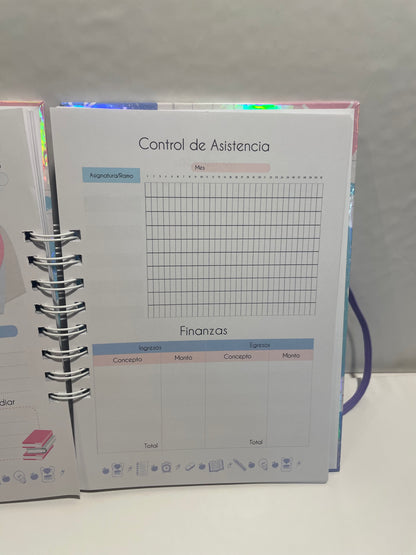 Control de Asistencia
Mes
Asignatura/Ramo
Finanzas
Ingresos Egresos
Concepto Monto Concepto Monto
Total Total
diar